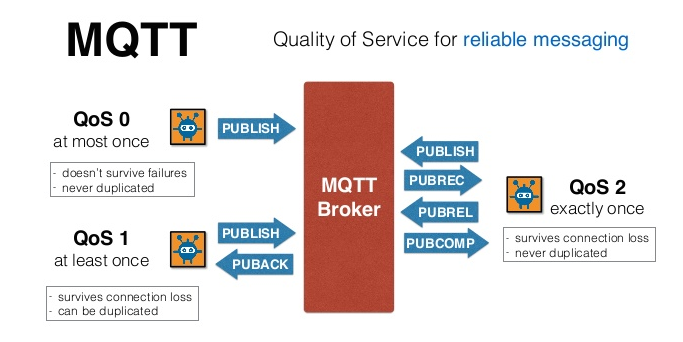 MQTT
Quality of Service for reliable messaging
QoS 0
at most once
- doesn't survive failures
- never duplicated
PUBLISH
QoS 1
at least once
- survives connection loss
- can be duplicated
PUBLISH
PUBACK
MQTT
Broker
PUBLISH
PUBREC
PUBREL
PUBCOMP
QoS 2
exactly once
- survives connection loss
- never duplicated